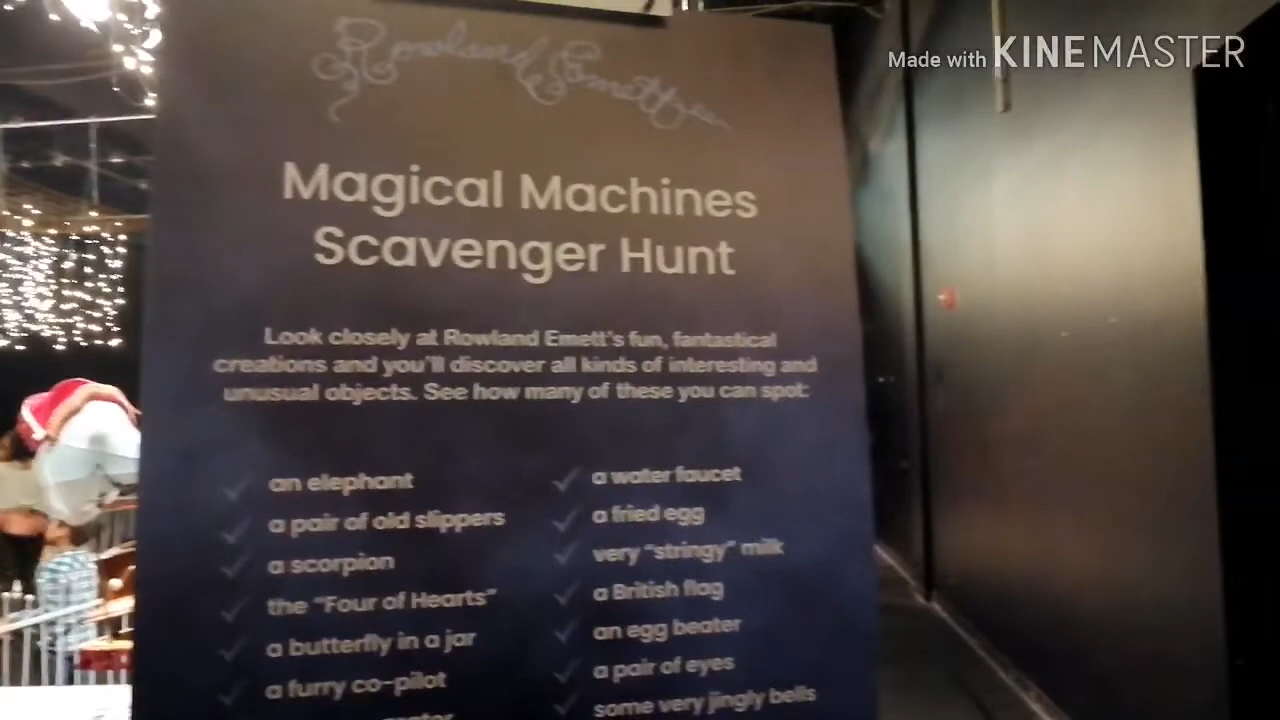 Made with KINEMASTER
Rowland Emett
Magical Machines
Scavenger Hunt
Look closely at Rowland Emett's fun, fantastical
creations and you'll discover all kinds of interesting and
unusual objects. See how many of these you can spot:
an elephant
a pair of old slippers
a scorpion
the "Four of Hearts"
a butterfly in a jar
a furry co-pilot
a water faucet
a fried egg
very "stringy" milk
a British flag
an egg beater
a pair of eyes
some very jingly bells